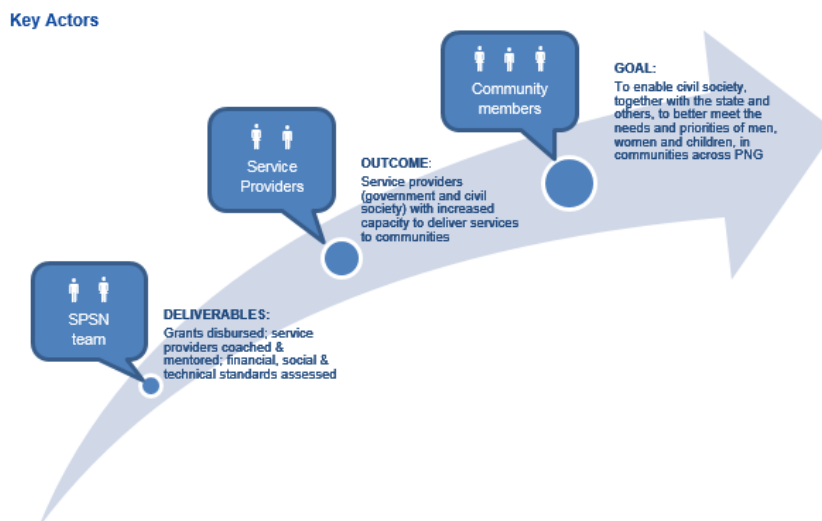 Key Actors
Community
members
GOAL:
To enable civil society,
together with the state and
others, to better meet the
needs and priorities of men,
women and children, in
communities across PNG
Service
Providers
OUTCOME:
Service providers
(government and civil
society) with increased
capacity to deliver services
to communities
SPSN
team
DELIVERABLES:
Grants disbursed; service
providers coached &
mentored; financial, social &
technical standards assessed